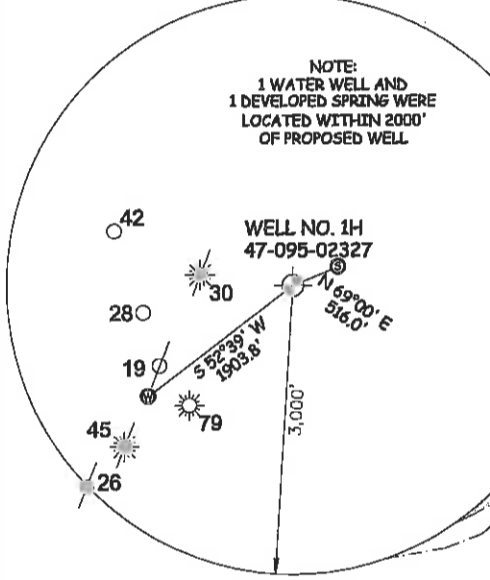 NOTE:
1 WATER WELL AND
1 DEVELOPED SPRING WERE
LOCATED WITHIN 2000'
OF PROPOSED WELL
42
WELL NO. 1H
47-095-02327
S
30
N 69°00' E
516.0'
28
S 52°39' W
1903.8'
19
W
79
3,000'
45
26